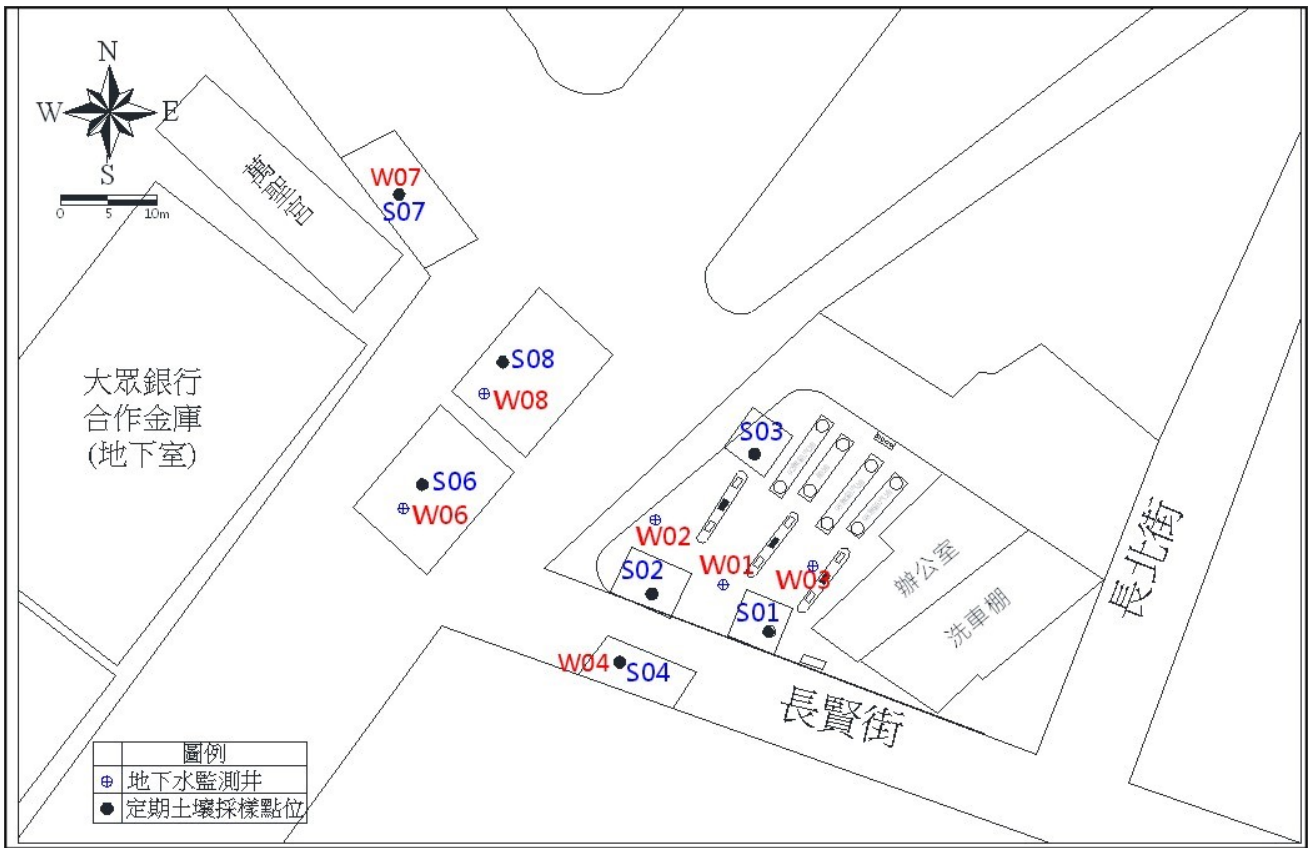 N
W E
S
0 5 10m
萬聖宮
W07
S07
大眾銀行
合作金庫
(地下室)
S08
W08
S06
W06
S03
W02
W01
W03
S02
S01
W04
S04
辦公室
洗車棚
長北街
長賢街
圖例
地下水監測井
定期土壤採樣點位